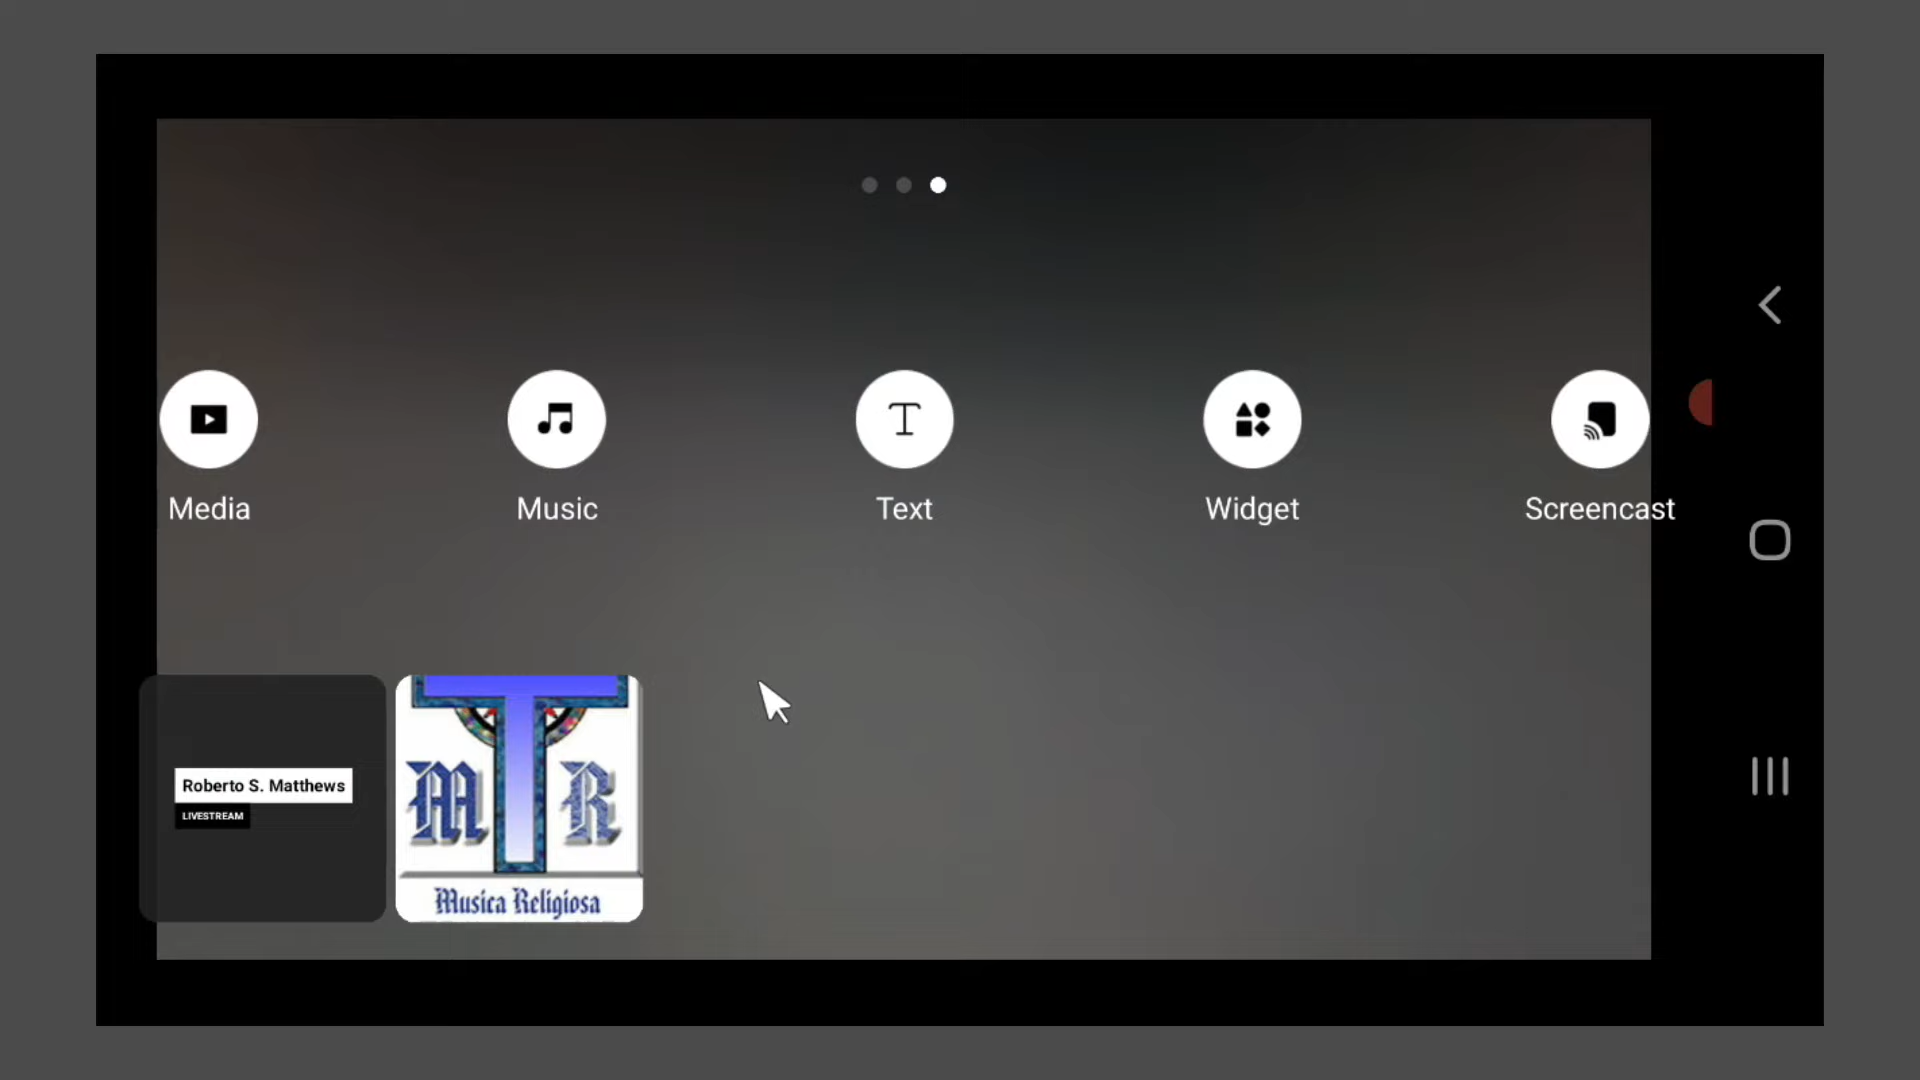 Media
Music
Text
Widget
Screencast
Roberto S. Matthews
LIVESTREAM
M T R
Musica Religiosa